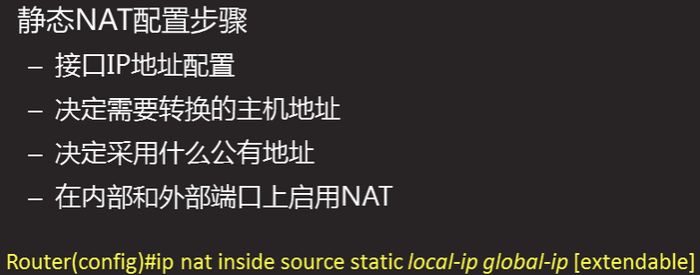 静态NAT配置步骤
– 接口IP地址配置
– 决定需要转换的主机地址
– 决定采用什么公有地址
– 在内部和外部端口上启用NAT
Router(config)#ip nat inside source static local-ip global-ip [extendable]